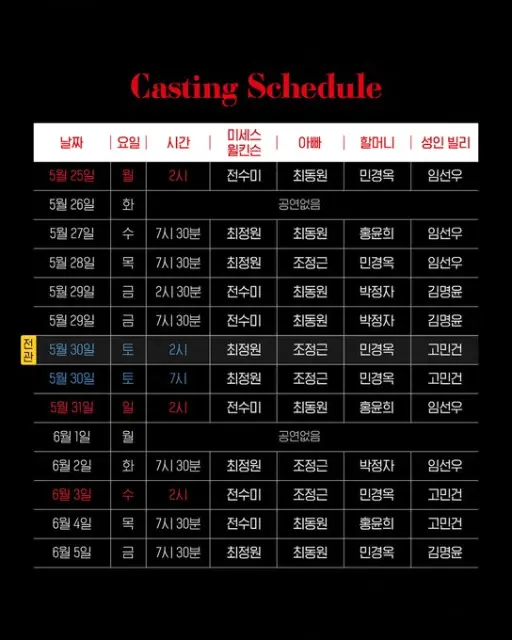 Casting Schedule
날짜 요일 시간 미세스 윌킨슨 아빠 할머니 성인 빌리
5월 25일 월 2시 전수미 최동원 민경옥 임선우
5월 26일 화 공연없음
5월 27일 수 7시 30분 최정원 최동원 홍윤희 임선우
5월 28일 목 7시 30분 최정원 조정근 민경옥 임선우
5월 29일 금 2시 30분 전수미 최동원 박정자 김명윤
5월 29일 금 7시 30분 최정원 최동원 박정자 김명윤
전관 5월 30일 토 2시 최정원 조정근 민경옥 고민건
5월 30일 토 7시 최정원 조정근 민경옥 고민건
5월 31일 일 2시 전수미 최동원 홍윤희 임선우
6월 1일 월 공연없음
6월 2일 화 7시 30분 최정원 조정근 박정자 임선우
6월 3일 수 2시 전수미 조정근 민경옥 고민건
6월 4일 목 7시 30분 전수미 최동원 홍윤희 고민건
6월 5일 금 7시 30분 최정원 최동원 민경옥 김명윤